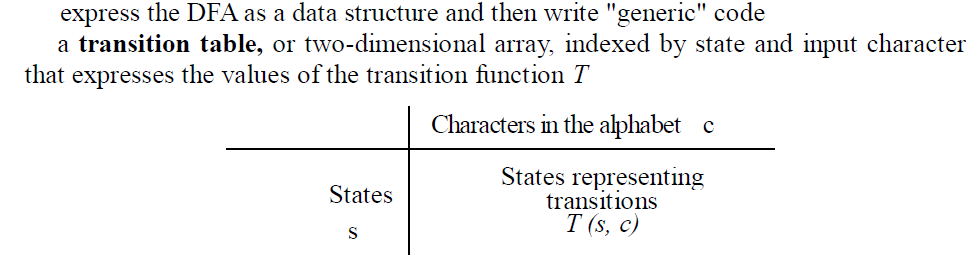 express the DFA as a data structure and then write "generic" code
a transition table, or two-dimensional array, indexed by state and input character
that expresses the values of the transition function T
Characters in the alphabet c
States representing
States
transitions
T (s, c)
s